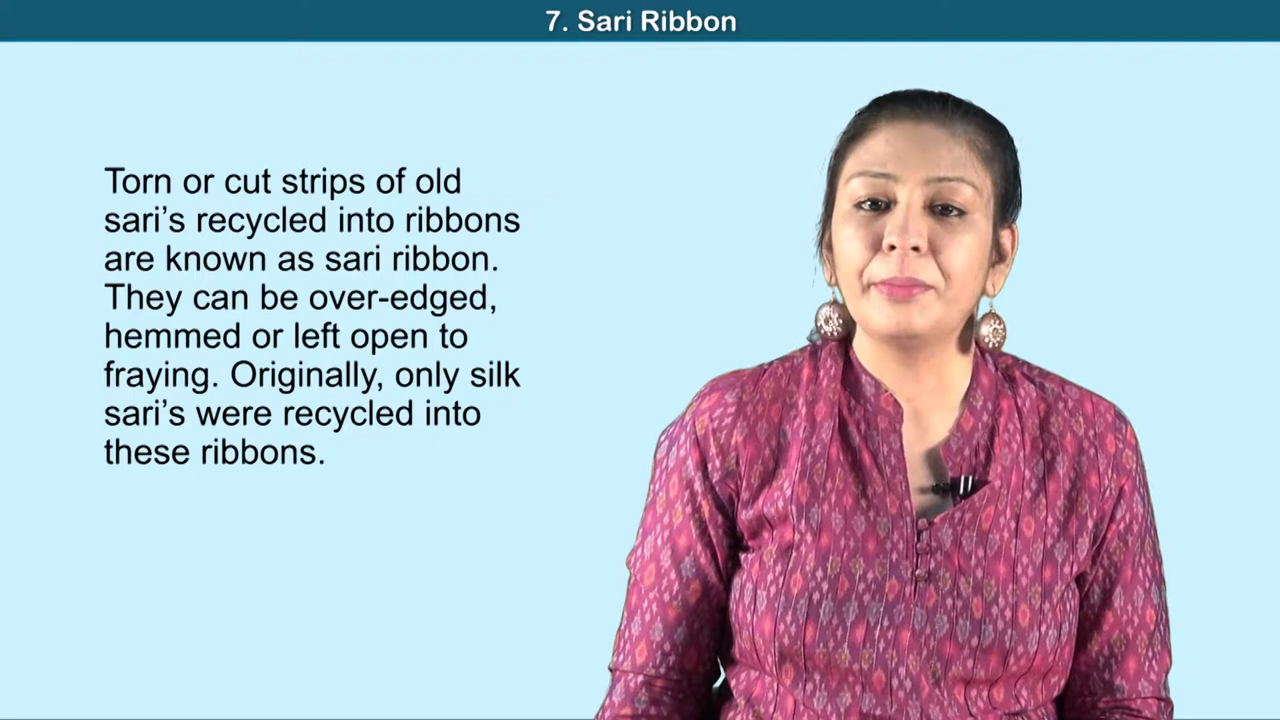 7. Sari Ribbon
Torn or cut strips of old
sari's recycled into ribbons
are known as sari ribbon.
They can be over-edged,
hemmed or left open to
fraying. Originally, only silk
sari's were recycled into
these ribbons.